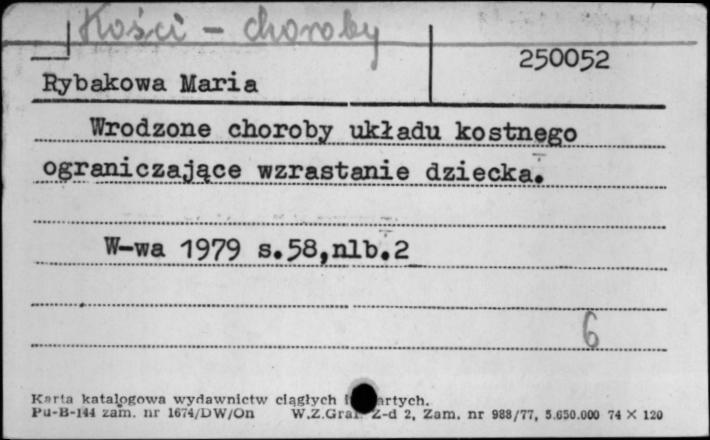 Kości - choroby
250052
Rybakowa Maria
Wrodzone choroby układu kostnego
ograniczające wzrastanie dziecka.
W-wa 1979 s.58,nlb.2
6
Karta katalogowa wydawnictw ciągłych
Pu-B-144 zam. nr 1674/DW/On W.Z.Graf. Z-d 2, Zam. nr 988/77, 5.650.000 74 X 120